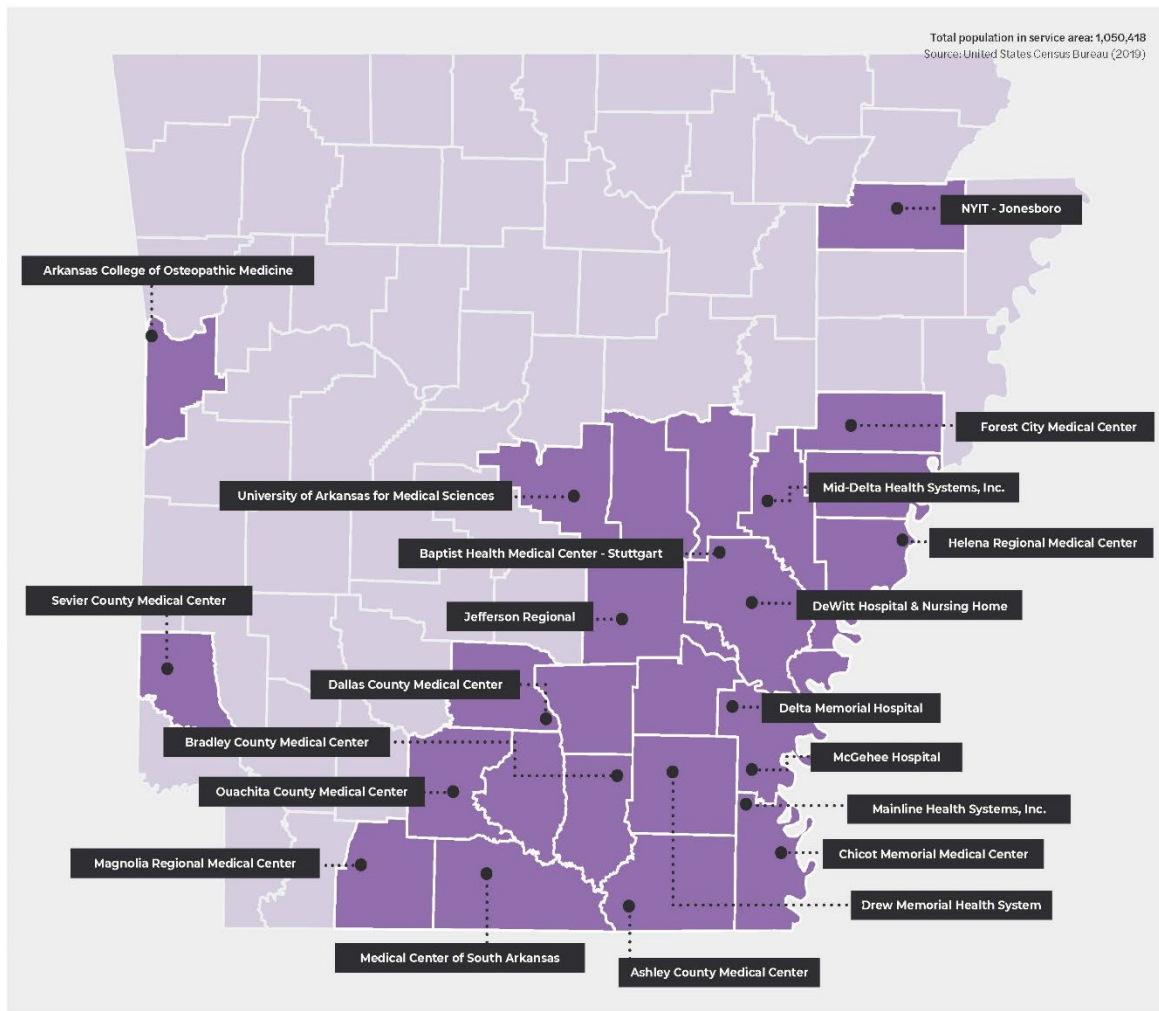 Total population in service area: 1,050,418
Source: United States Census Bureau (2019)
NYIT - Jonesboro
Arkansas College of Osteopathic Medicine
Forest City Medical Center
Mid-Delta Health Systems, Inc.
University of Arkansas for Medical Sciences
Helena Regional Medical Center
Baptist Health Medical Center - Stuttgart
Sevier County Medical Center
DeWitt Hospital & Nursing Home
Jefferson Regional
Dallas County Medical Center
Delta Memorial Hospital
Bradley County Medical Center
McGehee Hospital
Ouachita County Medical Center
Mainline Health Systems, Inc.
Chicot Memorial Medical Center
Magnolia Regional Medical Center
Drew Memorial Health System
Medical Center of South Arkansas
Ashley County Medical Center